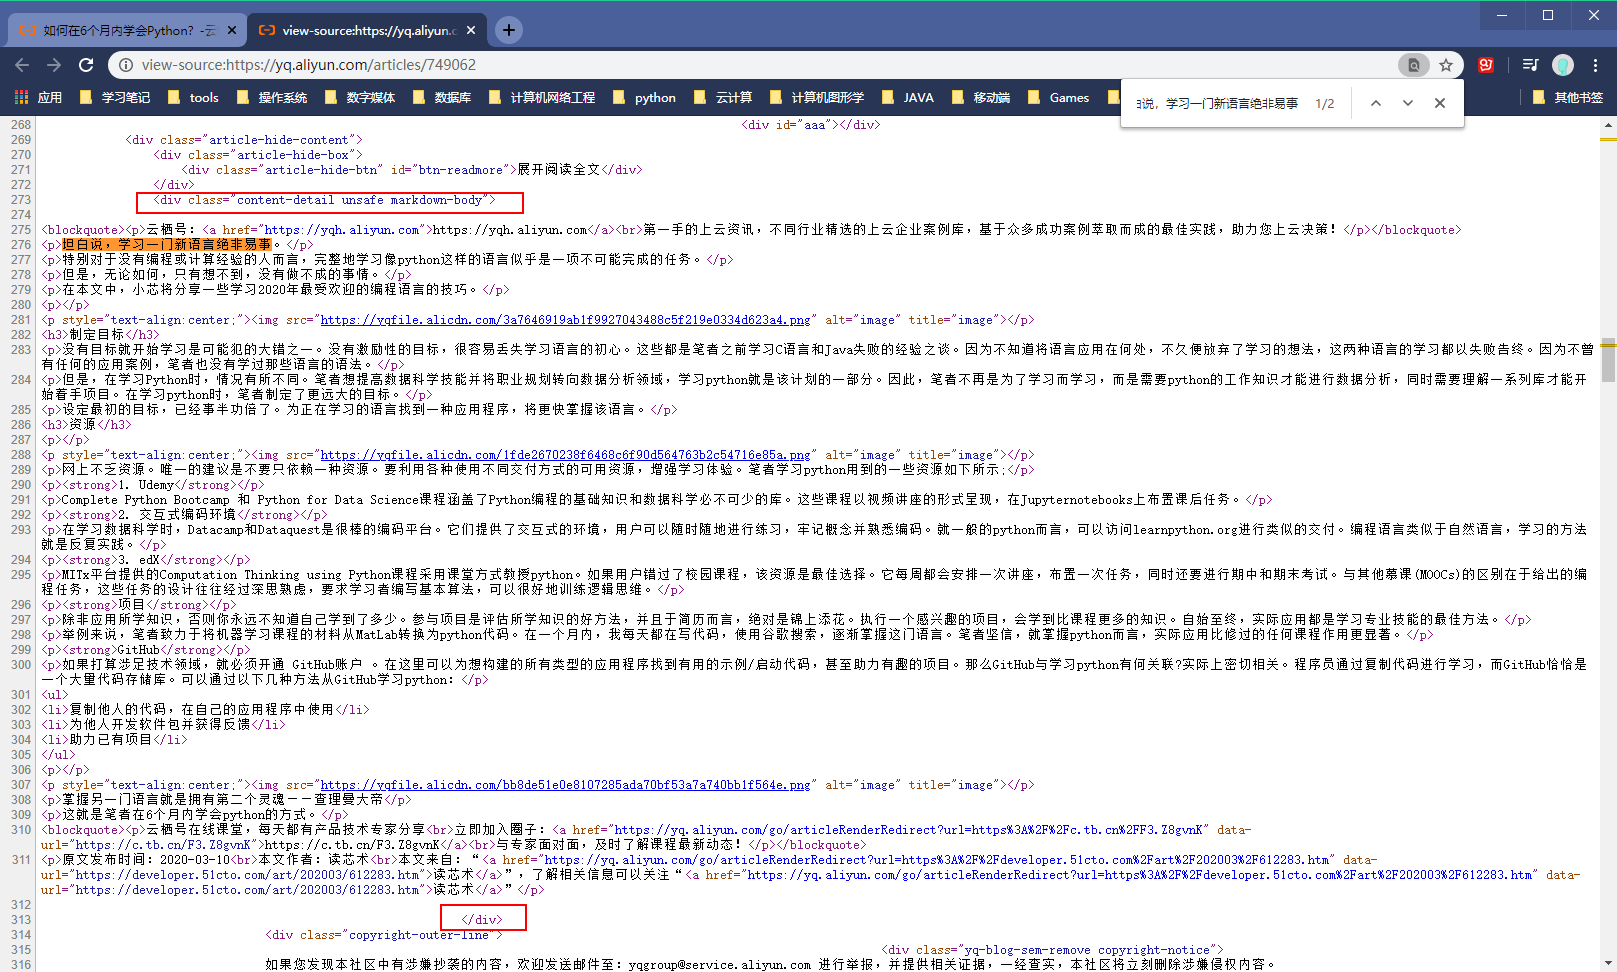 如何在6个月内学会Python？-云
view-source:https://yq.aliyun.c
view-source:https://yq.aliyun.com/articles/749062
应用 学习笔记 tools 操作系统 数字媒体 数据库 计算机网络工程 python 云计算 计算机图形学 JAVA 移动端 Games 其他书签
白说，学习一门新语言绝非易事 1/2
268 <div id="aaa"></div>
269 <div class="article-hide-content">
270 <div class="article-hide-box">
271 <div class="article-hide-btn" id="btn-readmore">展开阅读全文</div>
272 </div>
273 <div class="content-detail unsafe markdown-body">
274
275 <blockquote><p>云栖号：<a href="https://yqh.aliyun.com">https://yqh.aliyun.com</a><br>第一手的上云资讯，不同行业精选的上云企业案例库，基于众多成功案例萃取而成的最佳实践，助力您上云决策！</p></blockquote>
276 <p>坦白说，学习一门新语言绝非易事。</p>
277 <p>特别对于没有编程或计算经验的人而言，完整地学习像python这样的语言似乎是一项不可能完成的任务。</p>
278 <p>但是，无论如何，只有想不到，没有做不成的事情。</p>
279 <p>在本文中，小芯将分享一些学习2020年最受欢迎的编程语言的技巧。</p>
280 <p></p>
281 <p style="text-align:center;"><img src="https://yqfile.alicdn.com/3a7646919ab1f9927043488c5f219e0334d623a4.png" alt="image" title="image"></p>
282 <h3>制定目标</h3>
283 <p>没有目标就开始学习是可能犯的大错之一。没有激励性的目标，很容易丢失学习语言的初心。这些都是笔者之前学习C语言和Java失败的经验之谈。因为不知道将语言应用在何处，不久便放弃了学习的想法，这两种语言的学习都以失败告终。因为不曾
有任何的应用案例，笔者也没有学过那些语言的语法。</p>
284 <p>但是，在学习Python时，情况有所不同。笔者想提高数据科学技能并将职业规划转向数据分析领域，学习python就是该计划的一部分。因此，笔者不再是为了学习而学习，而是需要python的工作知识才能进行数据分析，同时需要理解一系列库才能开
始着手项目。在学习python时，笔者制定了更远大的目标。</p>
285 <p>设定最初的目标，已经事半功倍了。为正在学习的语言找到一种应用程序，将更快掌握该语言。</p>
286 <h3>资源</h3>
287 <p></p>
288 <p style="text-align:center;"><img src="https://yqfile.alicdn.com/1fde2670238f6468c6f90d564763b2c54716e85a.png" alt="image" title="image"></p>
289 <p>网上不乏资源。唯一的建议是不要只依赖一种资源。要利用各种使用不同交付方式的可用资源，增强学习体验。笔者学习python用到的一些资源如下所示:</p>
290 <p><strong>1. Udemy</strong></p>
291 <p>Complete Python Bootcamp 和 Python for Data Science课程涵盖了Python编程的基础知识和数据科学必不可少的库。这些课程以视频讲座的形式呈现，在Jupyternotebooks上布置课后任务。</p>
292 <p><strong>2. 交互式编码环境</strong></p>
293 <p>在学习数据科学时，Datacamp和Dataquest是很棒的编码平台。它们提供了交互式的环境，用户可以随时随地进行练习，牢记概念并熟悉编码。就一般的python而言，可以访问learnpython.org进行类似的交付。编程语言类似于自然语言，学习的方法
就是反复实践。</p>
294 <p><strong>3. edX</strong></p>
295 <p>MITx平台提供的Computation Thinking using Python课程采用课堂方式教授python。如果用户错过了校园课程，该资源是最佳选择。它每周都会安排一次讲座，布置一次任务，同时还要进行期中和期末考试。与其他慕课(MOOCs)的区别在于给出的编
程任务，这些任务的设计往往经过深思熟虑，要求学习者编写基本算法，可以很好地训练逻辑思维。</p>
296 <p><strong>项目</strong></p>
297 <p>除非应用所学知识，否则你永远不知道自己学到了多少。参与项目是评估所学知识的好方法，并且于简历而言，绝对是锦上添花。执行一个感兴趣的项目，会学到比课程更多的知识。自始至终，实际应用都是学习专业技能的最佳方法。</p>
298 <p>举例来说，笔者致力于将机器学习课程的材料从MatLab转换为python代码。在一个月内，我每天都在写代码，使用谷歌搜索，逐渐掌握这门语言。笔者坚信，就掌握python而言，实际应用比修过的任何课程作用更显著。</p>
299 <p><strong>GitHub</strong></p>
300 <p>如果打算涉足技术领域，就必须开通 GitHub账户 。在这里可以为想构建的所有类型的应用程序找到有用的示例/启动代码，甚至助力有趣的项目。那么GitHub与学习python有何关联?实际上密切相关。程序员通过复制代码进行学习，而GitHub恰恰是
一个大量代码存储库。可以通过以下几种方法从GitHub学习python：</p>
301 <ul>
302 <li>复制他人的代码，在自己的应用程序中使用</li>
303 <li>为他人开发软件包并获得反馈</li>
304 <li>助力已有项目</li>
305 </ul>
306 <p></p>
307 <p style="text-align:center;"><img src="https://yqfile.alicdn.com/bb8de51e0e8107285ada70bf53a7a740bb1f564e.png" alt="image" title="image"></p>
308 <p>掌握另一门语言就是拥有第二个灵魂——查理曼大帝</p>
309 <p>这就是笔者在6个月内学会python的方式。</p>
310 <blockquote><p>云栖号在线课堂，每天都有产品技术专家分享<br>立即加入圈子：<a href="https://yq.aliyun.com/go/articleRenderRedirect?url=https%3A%2F%2Fc.tb.cn%2FF3.Z8gvnK" data-
url="https://c.tb.cn/F3.Z8gvnK">https://c.tb.cn/F3.Z8gvnK</a><br>与专家面对面，及时了解课程最新动态！</p></blockquote>
311 <p>原文发布时间：2020-03-10<br>本文作者：读芯术<br>本文来自：“<a href="https://yq.aliyun.com/go/articleRenderRedirect?url=https%3A%2F%2Fdeveloper.51cto.com%2Fart%2F202003%2F612283.htm" data-
url="https://developer.51cto.com/art/202003/612283.htm">读芯术</a>”，了解相关信息可以关注“<a href="https://yq.aliyun.com/go/articleRenderRedirect?url=https%3A%2F%2Fdeveloper.51cto.com%2Fart%2F202003%2F612283.htm" data-
url="https://developer.51cto.com/art/202003/612283.htm">读芯术</a>”</p>
312
313 </div>
314 <div class="copyright-outer-line">
315 <div class="yq-blog-sem-remove copyright-notice">
316 如果您发现本社区中有涉嫌抄袭的内容，欢迎发送邮件至：yqgroup@service.aliyun.com 进行举报，并提供相关证据，一经查实，本社区将立刻删除涉嫌侵权内容。